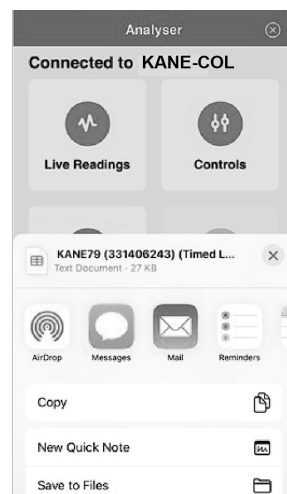 Analyser
Connected to KANE-COL
Live Readings
Controls
KANE79 (331406243) (Timed L...
Text Document · 27 KB
AirDrop
Messages
Mail
Reminders
Copy
New Quick Note
Save to Files